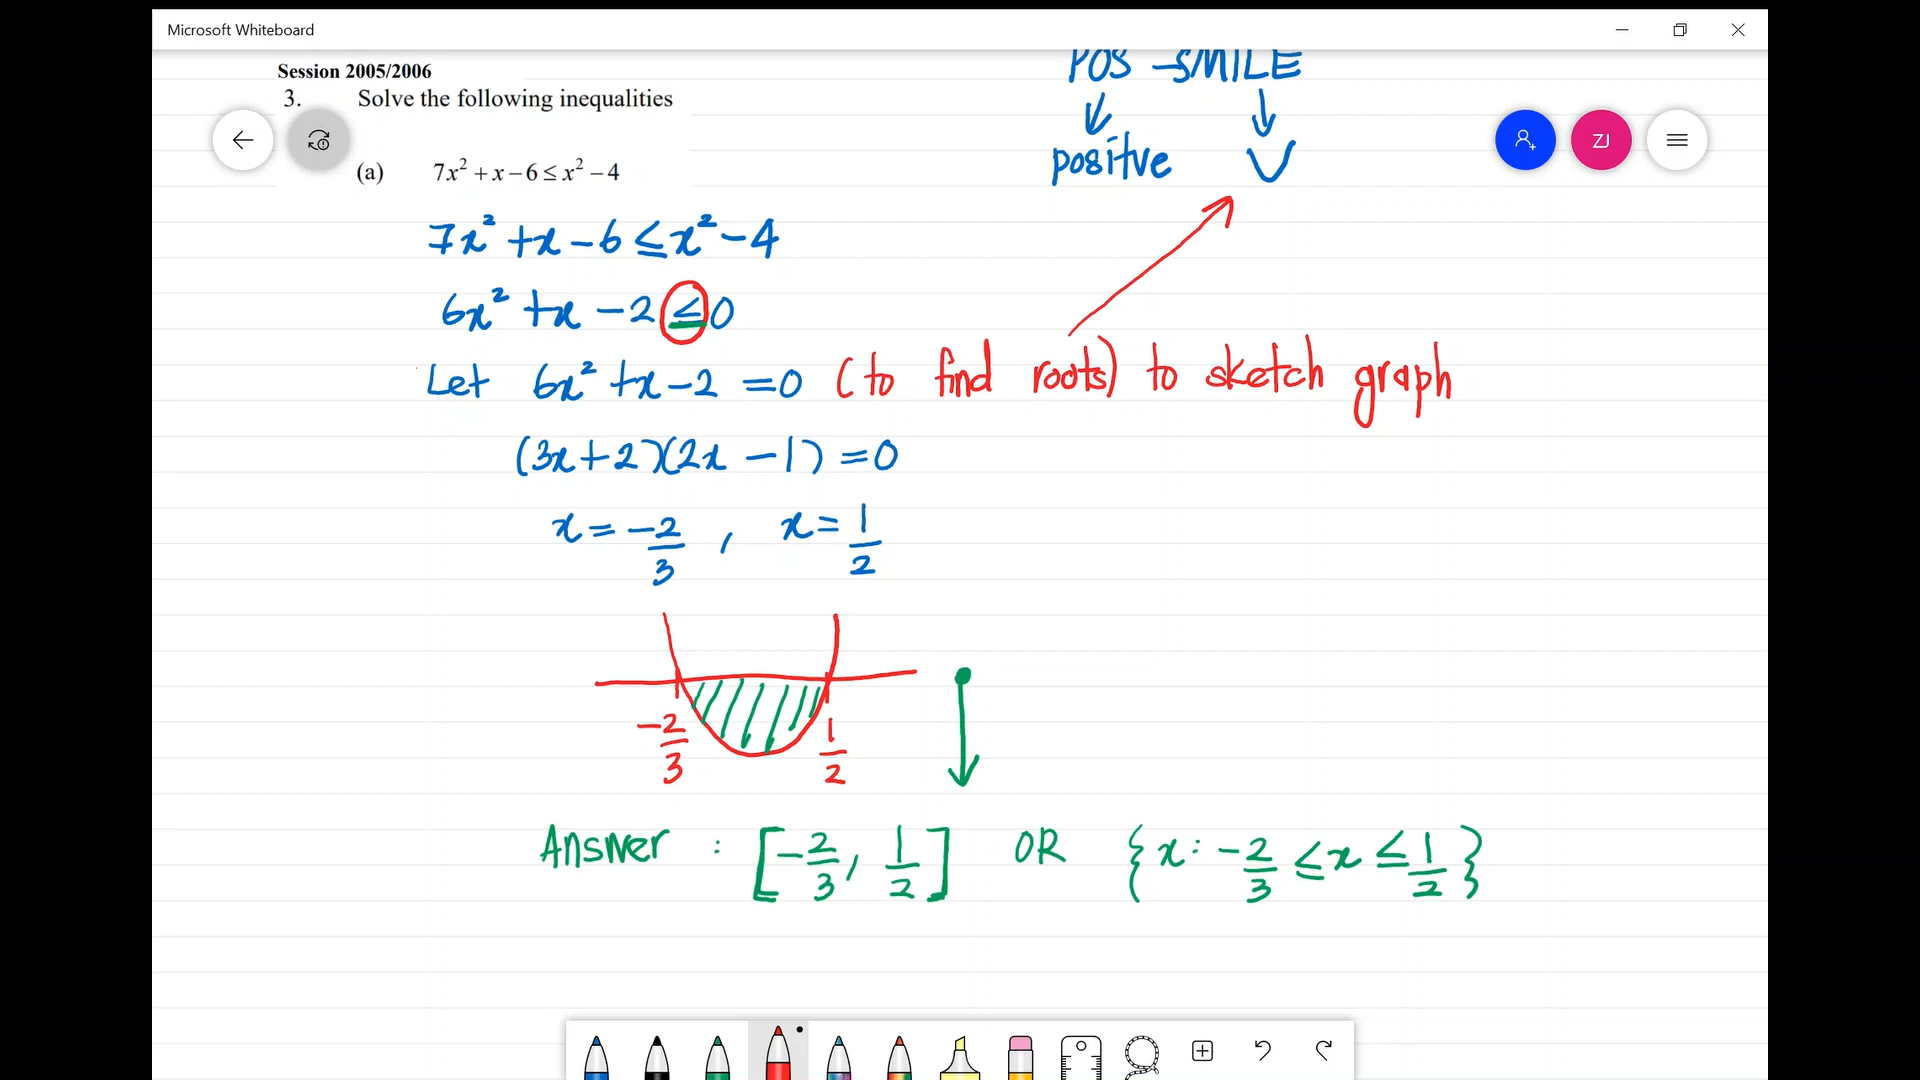 Microsoft Whiteboard
Session 2005/2006
3. Solve the following inequalities
(a) 7x² + x − 6 ≤ x² − 4
POS – SMILE
positve
ZJ
7x² + x − 6 ≤ x² − 4
6x² + x − 2 ≤ 0
Let 6x² + x − 2 = 0 (to find roots) to sketch graph
(3x + 2)(2x − 1) = 0
x = −2/3 , x = 1/2
−2/3 1/2
Answer : [−2/3, 1/2] OR {x : −2/3 ≤ x ≤ 1/2}